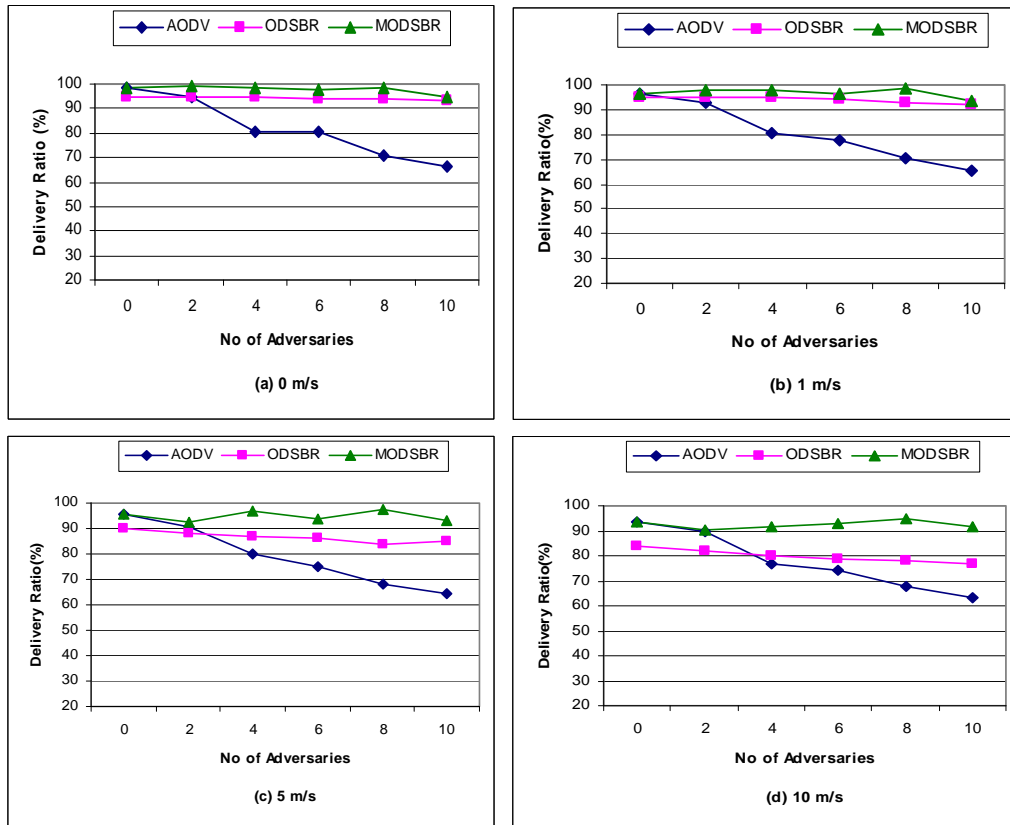 AODV ODSBR MODSBR
Delivery Ratio (%)
100
90
80
70
60
50
40
30
20
0 2 4 6 8 10
No of Adversaries
(a) 0 m/s
AODV ODSBR MODSBR
Delivery Ratio(%)
100
90
80
70
60
50
40
30
20
0 2 4 6 8 10
No of Adversaries
(b) 1 m/s
AODV ODSBR MODSBR
Delivery Ratio(%)
100
90
80
70
60
50
40
30
20
0 2 4 6 8 10
No of Adversaries
(c) 5 m/s
AODV ODSBR MODSBR
Delivery Ratio(%)
100
90
80
70
60
50
40
30
20
0 2 4 6 8 10
No of Adversaries
(d) 10 m/s